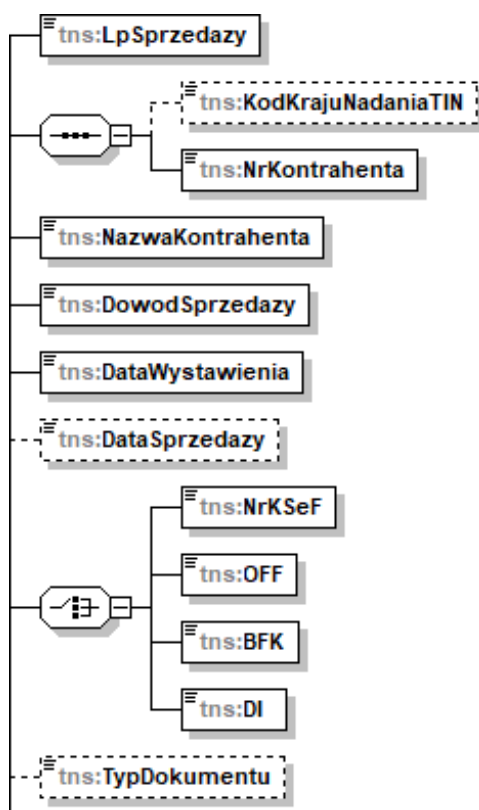 tns:LpSprzedazy
tns:KodKrajuNadaniaTIN
tns:NrKontrahenta
tns:NazwaKontrahenta
tns:DowodSprzedazy
tns:DataWystawienia
tns:DataSprzedazy
tns:NrKSeF
tns:OFF
tns:BFK
tns:DI
tns:TypDokumentu